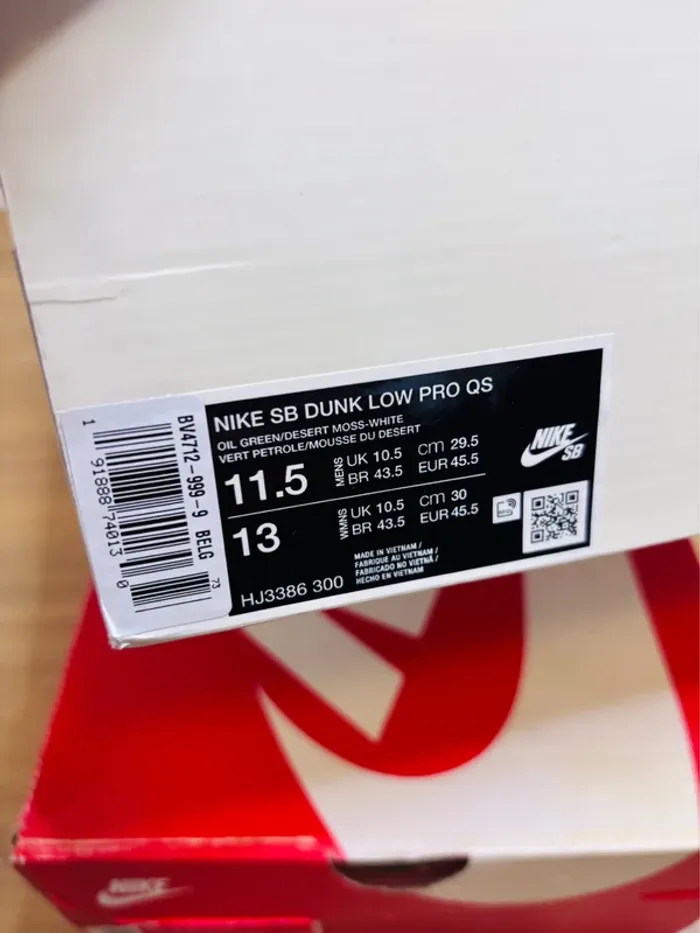 NIKE SB DUNK LOW PRO QS
OIL GREEN/DESERT MOSS-WHITE
VERT PETROLE/MOUSSE DU DESERT
11.5 MENS UK 10.5 cm 29.5
BR 43.5 EUR 45.5
13 WMNS UK 10.5 cm 30
BR 43.5 EUR 45.5
HJ3386 300
MADE IN VIETNAM /
FABRIQUE AU VIETNAM /
FABRICADO NO VIETNÃ /
HECHO EN VIETNAM
NIKE
SB
BV4712-999-9 BELG
73
1 91888 74013 0
NIKE